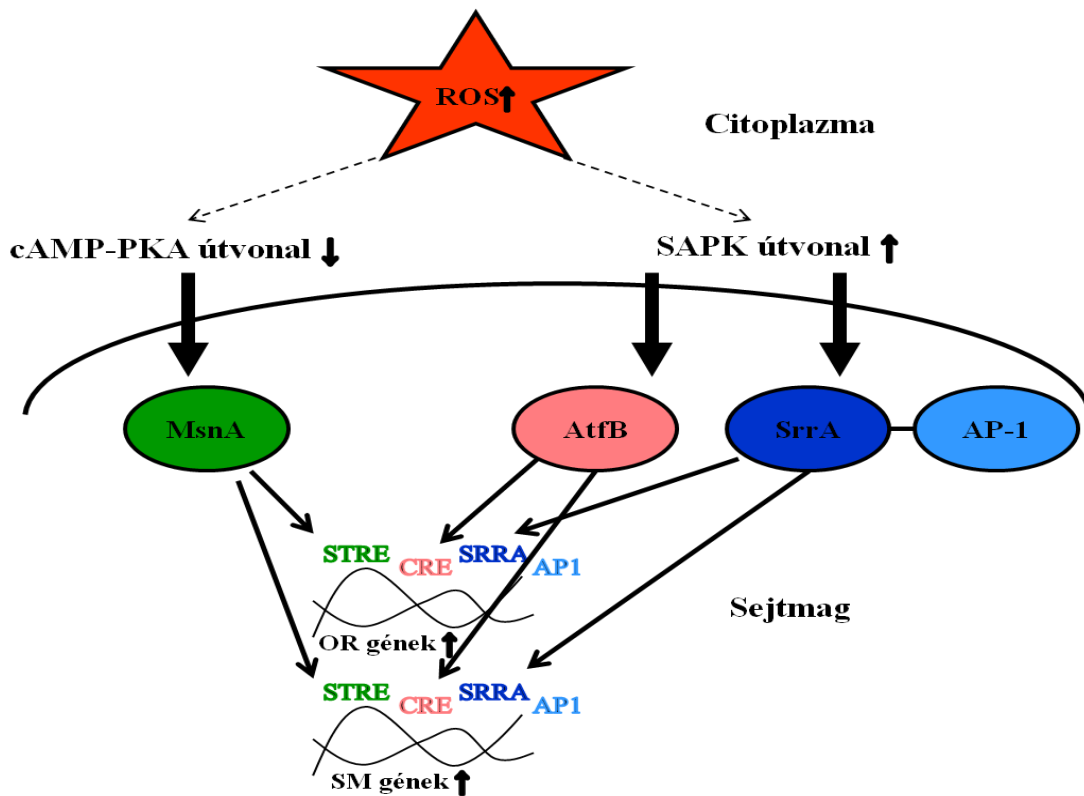 ROS
Citoplazma
cAMP-PKA útvonal
SAPK útvonal
MsnA
AtfB
SrrA
AP-1
STRE
CRE
SRRA
AP1
OR gének
Sejtmag
STRE
CRE
SRRA
AP1
SM gének